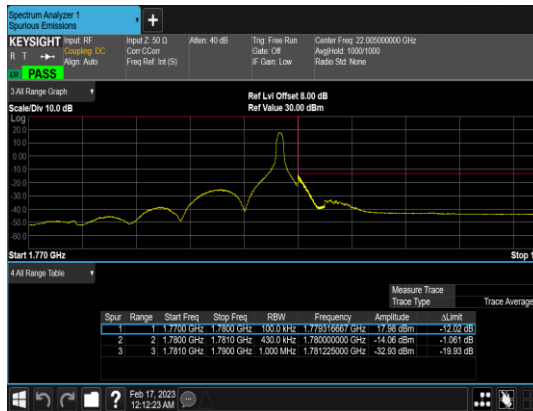 Spectrum Analyzer 1
Spurious Emissions
+
KEYSIGHT Input: RF Input Z: 50 Ω Atten: 40 dB Trig: Free Run Center Freq: 22.005000000 GHz
R T Coupling: DC Corr CCorr Gate: Off Avg|Hold: 1000/1000
Align: Auto Freq Ref: Int (S) IF Gain: Low Radio Std: None
PASS
3 All Range Graph
Ref Lvl Offset 8.00 dB
Scale/Div 10.0 dB Ref Value 30.00 dBm
Log
20.0
10.0
0.00
-10.0
-20.0
-30.0
-40.0
-50.0
-60.0
Start 1.770 GHz Stop 1
4 All Range Table
Measure Trace
Trace Type Trace Average
Spur Range Start Freq Stop Freq RBW Frequency Amplitude ΔLimit
1 1 1.7700 GHz 1.7800 GHz 100.0 kHz 1.779316667 GHz 17.98 dBm -12.02 dB
2 2 1.7800 GHz 1.7810 GHz 430.0 kHz 1.780000000 GHz -14.06 dBm -1.061 dB
3 3 1.7810 GHz 1.7900 GHz 1.000 MHz 1.781225000 GHz -32.93 dBm -19.93 dB
?
Feb 17, 2023
12:12:23 AM